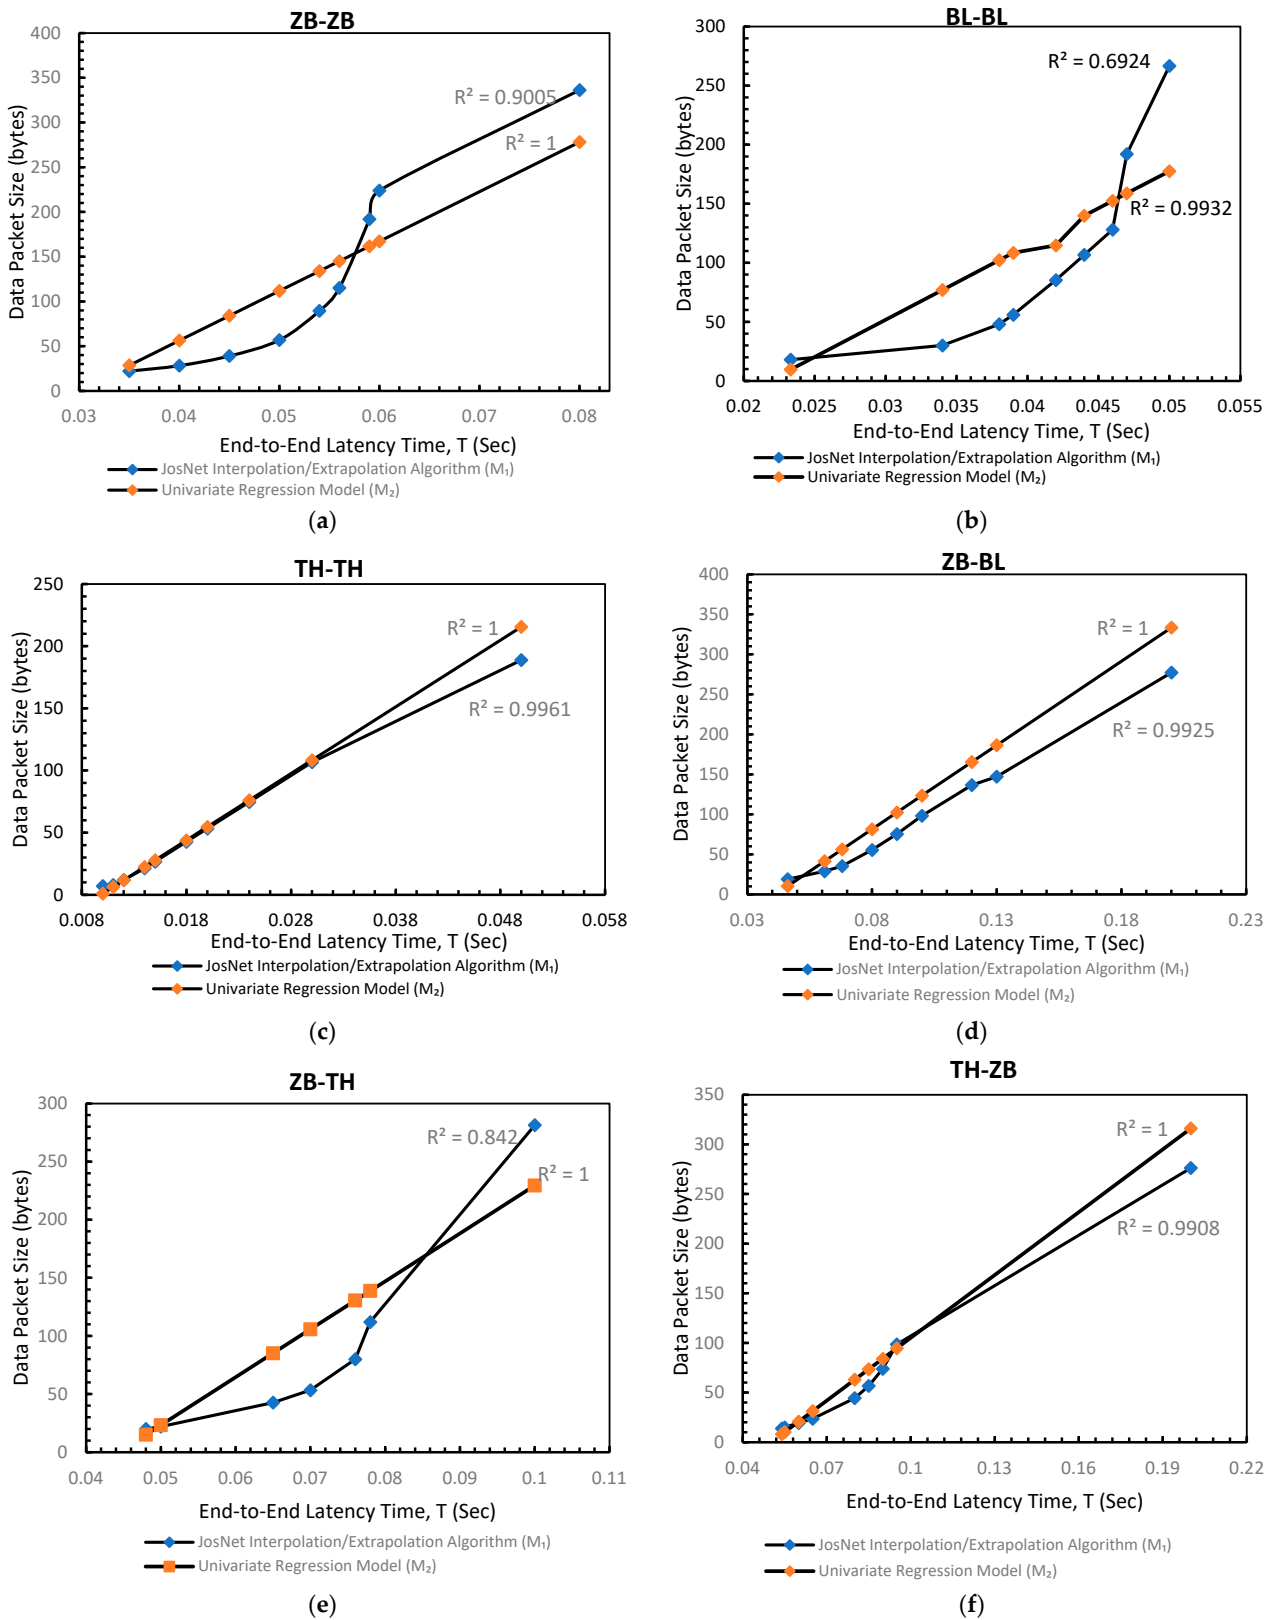 ZB-ZB
400
350
300
250
200
150
100
50
0
Data Packet Size (bytes)
R² = 0.9005
R² = 1
0.03 0.04 0.05 0.06 0.07 0.08
End-to-End Latency Time, T (Sec)
JosNet Interpolation/Extrapolation Algorithm (M₁)
Univariate Regression Model (M₂)
(a)
BL-BL
300
250
200
150
100
50
0
Data Packet Size (bytes)
R² = 0.6924
R² = 0.9932
0.02 0.025 0.03 0.035 0.04 0.045 0.05 0.055
End-to-End Latency Time, T (Sec)
JosNet Interpolation/Extrapolation Algorithm (M₁)
Univariate Regression Model (M₂)
(b)
TH-TH
250
200
150
100
50
0
Data Packet Size (bytes)
R² = 1
R² = 0.9961
0.008 0.018 0.028 0.038 0.048 0.058
End-to-End Latency Time, T (Sec)
JosNet Interpolation/Extrapolation Algorithm (M₁)
Univariate Regression Model (M₂)
(c)
ZB-BL
400
350
300
250
200
150
100
50
0
Data Packet Size (bytes)
R² = 1
R² = 0.9925
0.03 0.08 0.13 0.18 0.23
End-to-End Latency Time, T (Sec)
JosNet Interpolation/Extrapolation Algorithm (M₁)
Univariate Regression Model (M₂)
(d)
ZB-TH
300
250
200
150
100
50
0
Data Packet Size (bytes)
R² = 0.842
R² = 1
0.04 0.05 0.06 0.07 0.08 0.09 0.1 0.11
End-to-End Latency Time, T (Sec)
JosNet Interpolation/Extrapolation Algorithm (M₁)
Univariate Regression Model (M₂)
(e)
TH-ZB
350
300
250
200
150
100
50
0
Data Packet Size (bytes)
R² = 1
R² = 0.9908
0.04 0.07 0.1 0.13 0.16 0.19 0.22
End-to-End Latency Time, T (Sec)
JosNet Interpolation/Extrapolation Algorithm (M₁)
Univariate Regression Model (M₂)
(f)